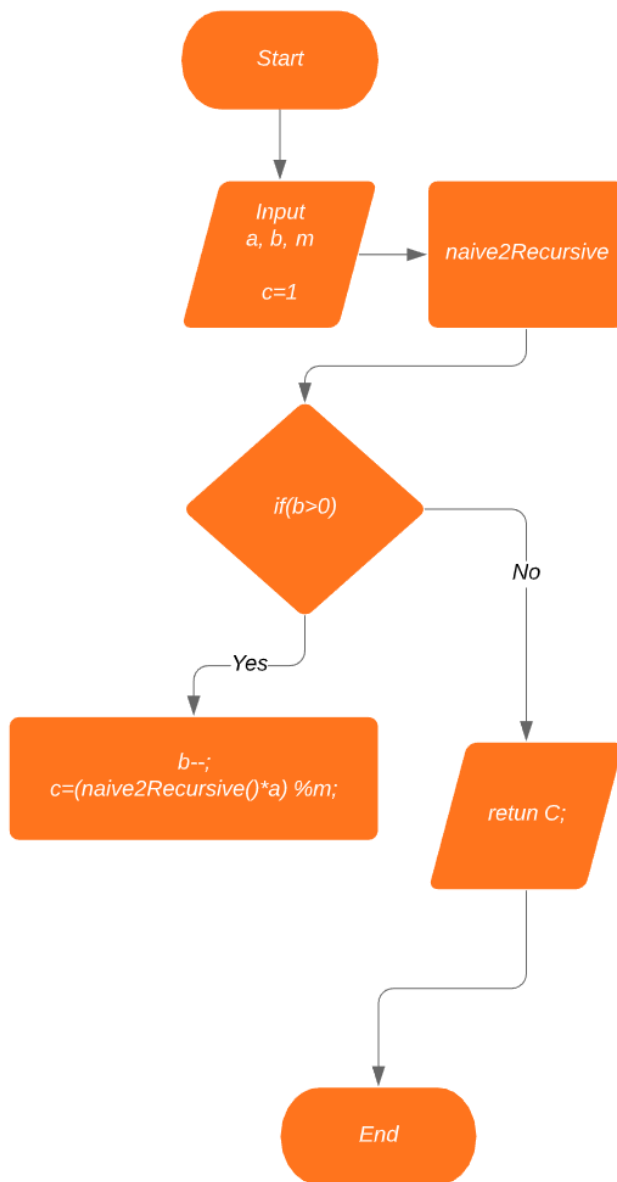 Start
Input
a, b, m
c=1
naive2Recursive
if(b>0)
No
Yes
b--;
c=(naive2Recursive()*a) %m;
retun C;
End